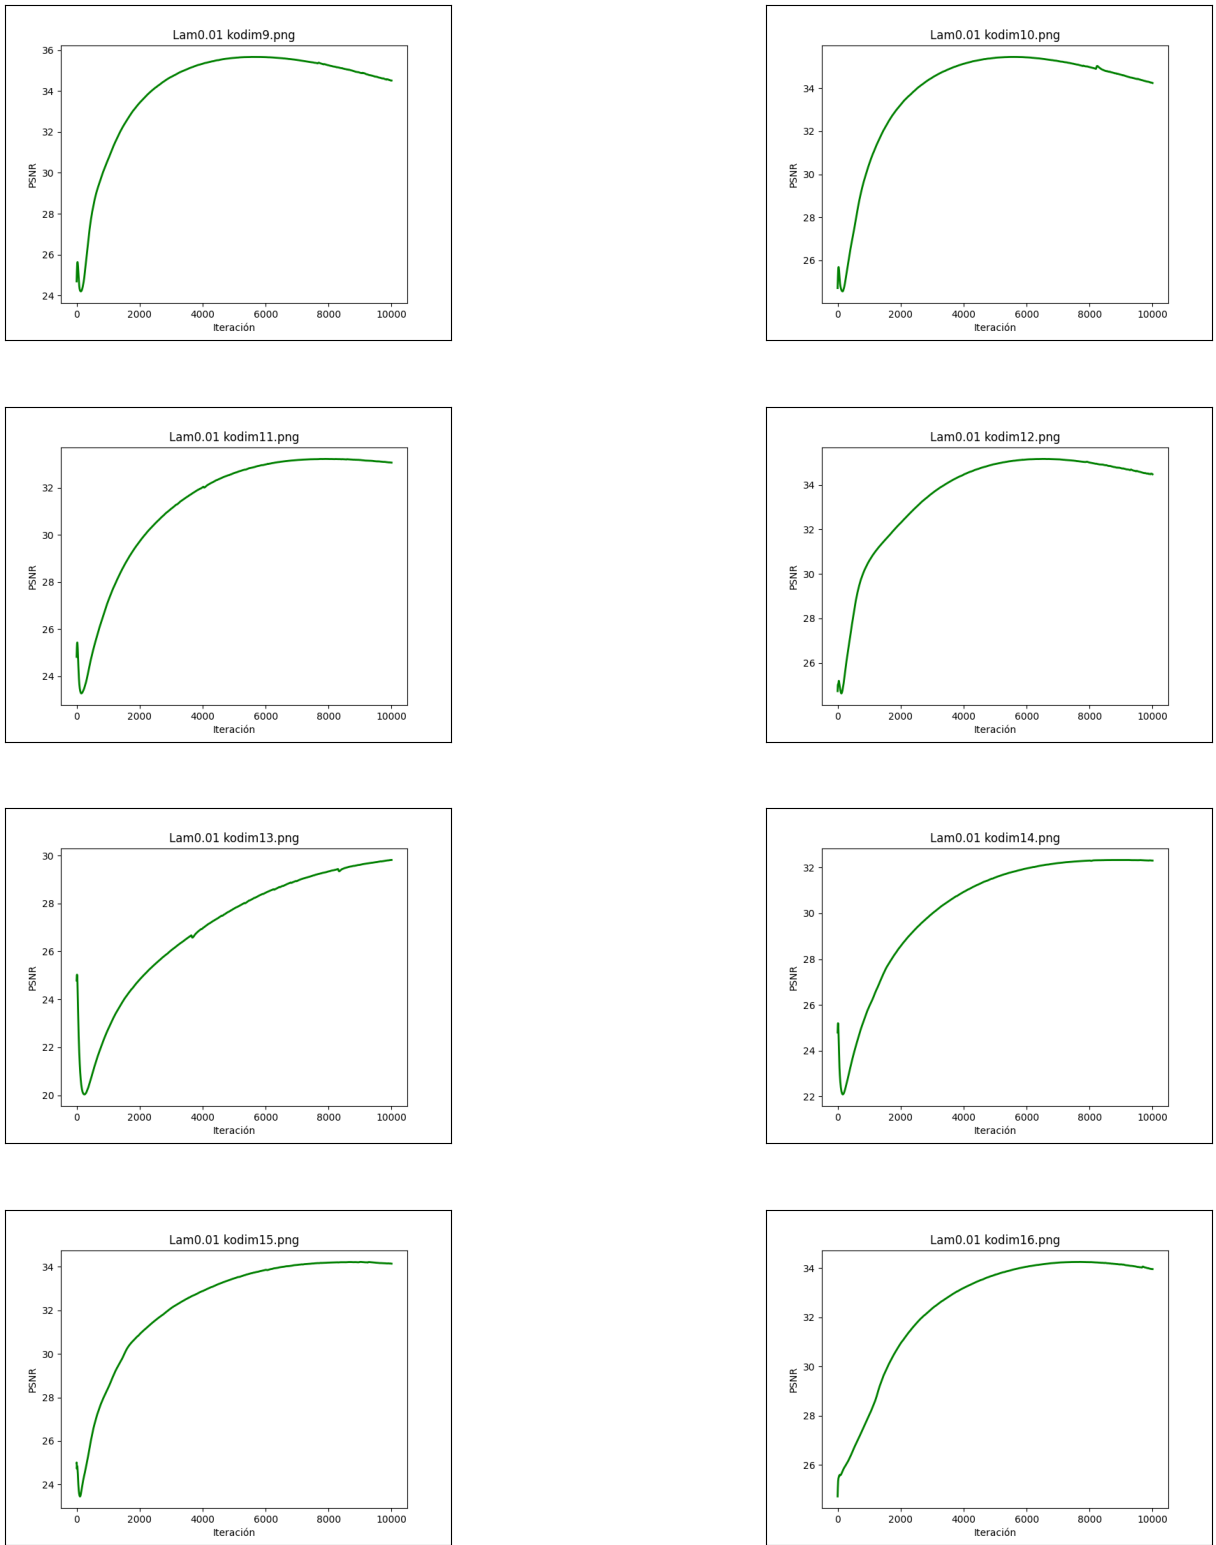 Lam0.01 kodim9.png
36
34
32
30
28
26
24
PSNR
0 2000 4000 6000 8000 10000
Iteración
Lam0.01 kodim10.png
34
32
30
28
26
PSNR
0 2000 4000 6000 8000 10000
Iteración
Lam0.01 kodim11.png
32
30
28
26
24
PSNR
0 2000 4000 6000 8000 10000
Iteración
Lam0.01 kodim12.png
34
32
30
28
26
PSNR
0 2000 4000 6000 8000 10000
Iteración
Lam0.01 kodim13.png
30
28
26
24
22
20
PSNR
0 2000 4000 6000 8000 10000
Iteración
Lam0.01 kodim14.png
32
30
28
26
24
22
PSNR
0 2000 4000 6000 8000 10000
Iteración
Lam0.01 kodim15.png
34
32
30
28
26
24
PSNR
0 2000 4000 6000 8000 10000
Iteración
Lam0.01 kodim16.png
34
32
30
28
26
PSNR
0 2000 4000 6000 8000 10000
Iteración